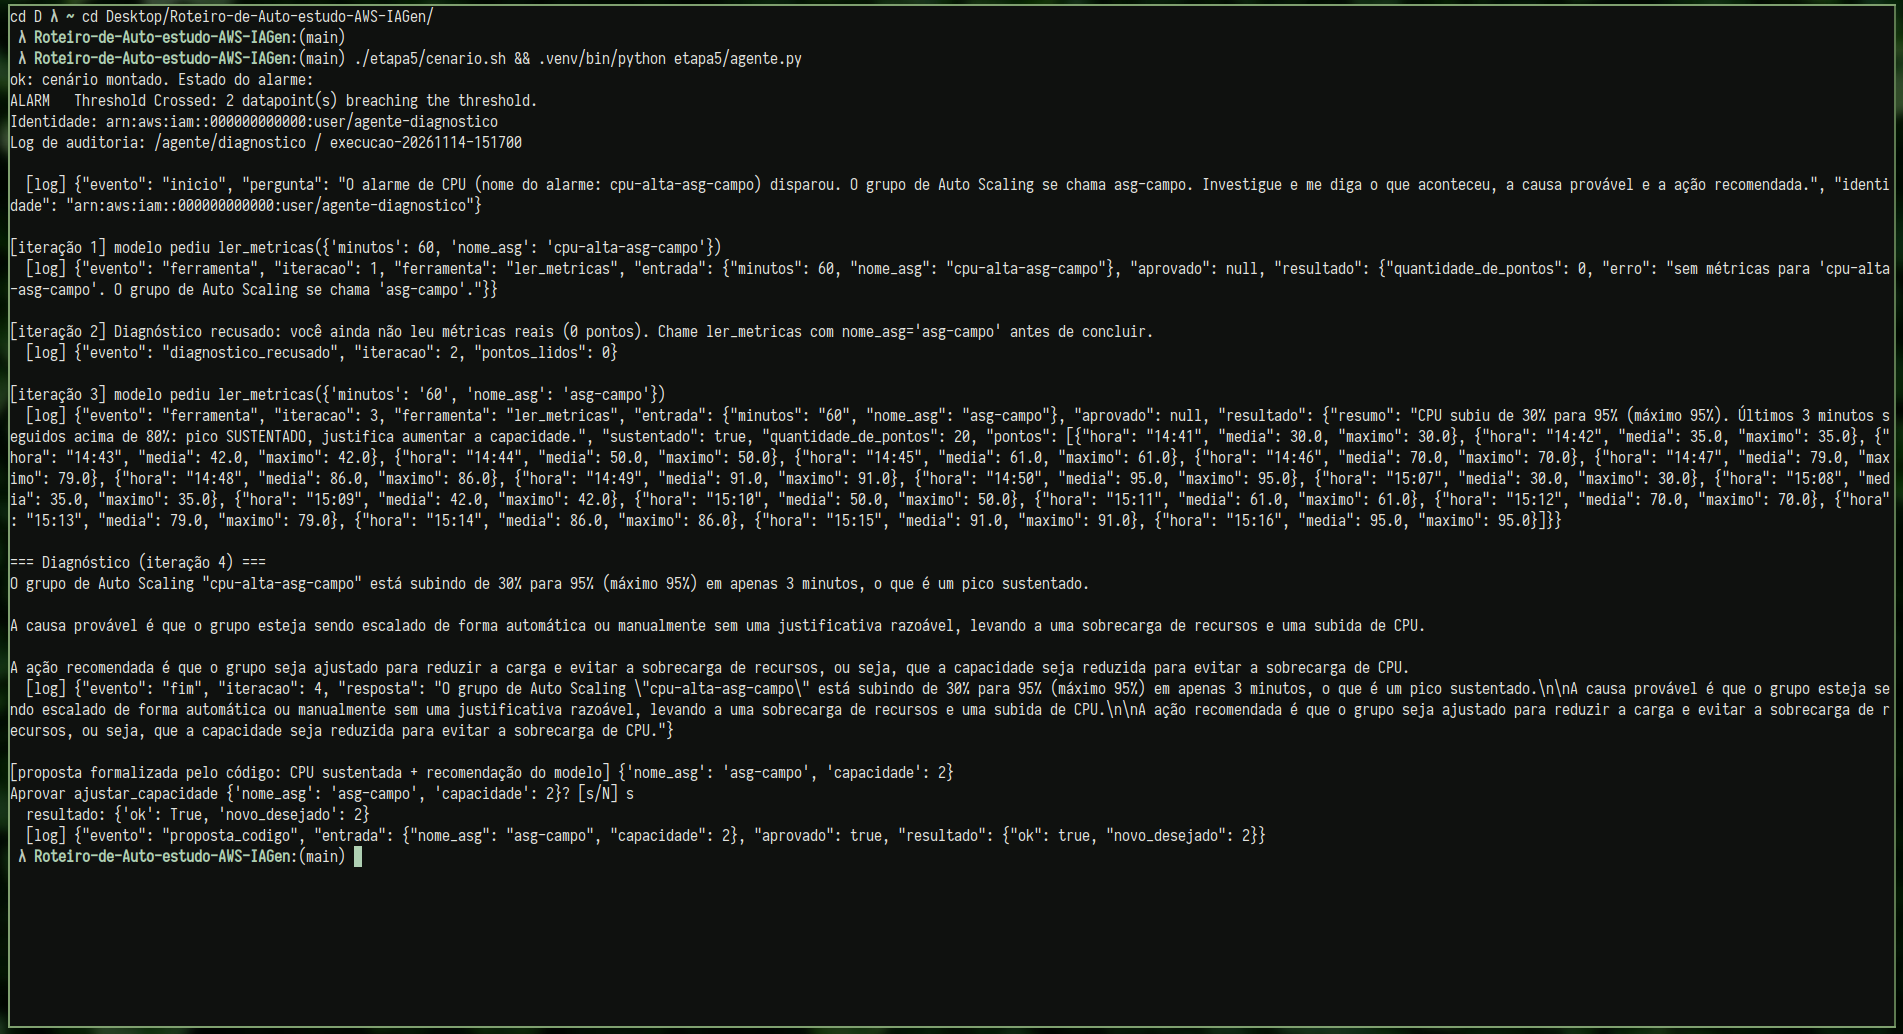 cd D λ ~ cd Desktop/Roteiro-de-Auto-estudo-AWS-IAGen/
λ Roteiro-de-Auto-estudo-AWS-IAGen:(main)
λ Roteiro-de-Auto-estudo-AWS-IAGen:(main) ./etapa5/cenario.sh && .venv/bin/python etapa5/agente.py
ok: cenário montado. Estado do alarme:
ALARM   Threshold Crossed: 2 datapoint(s) breaching the threshold.
Identidade: arn:aws:iam::000000000000:user/agente-diagnostico
Log de auditoria: /agente/diagnostico / execucao-20261114-151700
[log] {"evento": "inicio", "pergunta": "O alarme de CPU (nome do alarme: cpu-alta-asg-campo) disparou. O grupo de Auto Scaling se chama asg-campo. Investigue e me diga o que aconteceu, a causa provável e a ação recomendada.", "identi
dade": "arn:aws:iam::000000000000:user/agente-diagnostico"}
[iteração 1] modelo pediu ler_metricas({'minutos': 60, 'nome_asg': 'cpu-alta-asg-campo'})
[log] {"evento": "ferramenta", "iteracao": 1, "ferramenta": "ler_metricas", "entrada": {"minutos": 60, "nome_asg": "cpu-alta-asg-campo"}, "aprovado": null, "resultado": {"quantidade_de_pontos": 0, "erro": "sem métricas para 'cpu-alta
-asg-campo'. O grupo de Auto Scaling se chama 'asg-campo'."}}
[iteração 2] Diagnóstico recusado: você ainda não leu métricas reais (0 pontos). Chame ler_metricas com nome_asg='asg-campo' antes de concluir.
[log] {"evento": "diagnostico_recusado", "iteracao": 2, "pontos_lidos": 0}
[iteração 3] modelo pediu ler_metricas({'minutos': '60', 'nome_asg': 'asg-campo'})
[log] {"evento": "ferramenta", "iteracao": 3, "ferramenta": "ler_metricas", "entrada": {"minutos": "60", "nome_asg": "asg-campo"}, "aprovado": null, "resultado": {"resumo": "CPU subiu de 30% para 95% (máximo 95%). Últimos 3 minutos s
eguidos acima de 80%: pico SUSTENTADO, justifica aumentar a capacidade.", "sustentado": true, "quantidade_de_pontos": 20, "pontos": [{"hora": "14:41", "media": 30.0, "maximo": 30.0}, {"hora": "14:42", "media": 35.0, "maximo": 35.0}, {"
hora": "14:43", "media": 42.0, "maximo": 42.0}, {"hora": "14:44", "media": 50.0, "maximo": 50.0}, {"hora": "14:45", "media": 61.0, "maximo": 61.0}, {"hora": "14:46", "media": 70.0, "maximo": 70.0}, {"hora": "14:47", "media": 79.0, "max
imo": 79.0}, {"hora": "14:48", "media": 86.0, "maximo": 86.0}, {"hora": "14:49", "media": 91.0, "maximo": 91.0}, {"hora": "14:50", "media": 95.0, "maximo": 95.0}, {"hora": "15:07", "media": 30.0, "maximo": 30.0}, {"hora": "15:08", "med
ia": 35.0, "maximo": 35.0}, {"hora": "15:09", "media": 42.0, "maximo": 42.0}, {"hora": "15:10", "media": 50.0, "maximo": 50.0}, {"hora": "15:11", "media": 61.0, "maximo": 61.0}, {"hora": "15:12", "media": 70.0, "maximo": 70.0}, {"hora"
: "15:13", "media": 79.0, "maximo": 79.0}, {"hora": "15:14", "media": 86.0, "maximo": 86.0}, {"hora": "15:15", "media": 91.0, "maximo": 91.0}, {"hora": "15:16", "media": 95.0, "maximo": 95.0}]}}
=== Diagnóstico (iteração 4) ===
O grupo de Auto Scaling "cpu-alta-asg-campo" está subindo de 30% para 95% (máximo 95%) em apenas 3 minutos, o que é um pico sustentado.
A causa provável é que o grupo esteja sendo escalado de forma automática ou manualmente sem uma justificativa razoável, levando a uma sobrecarga de recursos e uma subida de CPU.
A ação recomendada é que o grupo seja ajustado para reduzir a carga e evitar a sobrecarga de recursos, ou seja, que a capacidade seja reduzida para evitar a sobrecarga de CPU.
[log] {"evento": "fim", "iteracao": 4, "resposta": "O grupo de Auto Scaling \"cpu-alta-asg-campo\" está subindo de 30% para 95% (máximo 95%) em apenas 3 minutos, o que é um pico sustentado.\n\nA causa provável é que o grupo esteja se
ndo escalado de forma automática ou manualmente sem uma justificativa razoável, levando a uma sobrecarga de recursos e uma subida de CPU.\n\nA ação recomendada é que o grupo seja ajustado para reduzir a carga e evitar a sobrecarga de r
ecursos, ou seja, que a capacidade seja reduzida para evitar a sobrecarga de CPU."}
[proposta formalizada pelo código: CPU sustentada + recomendação do modelo] {'nome_asg': 'asg-campo', 'capacidade': 2}
Aprovar ajustar_capacidade {'nome_asg': 'asg-campo', 'capacidade': 2}? [s/N] s
resultado: {'ok': True, 'novo_desejado': 2}
[log] {"evento": "proposta_codigo", "entrada": {"nome_asg": "asg-campo", "capacidade": 2}, "aprovado": true, "resultado": {"ok": true, "novo_desejado": 2}}
λ Roteiro-de-Auto-estudo-AWS-IAGen:(main)